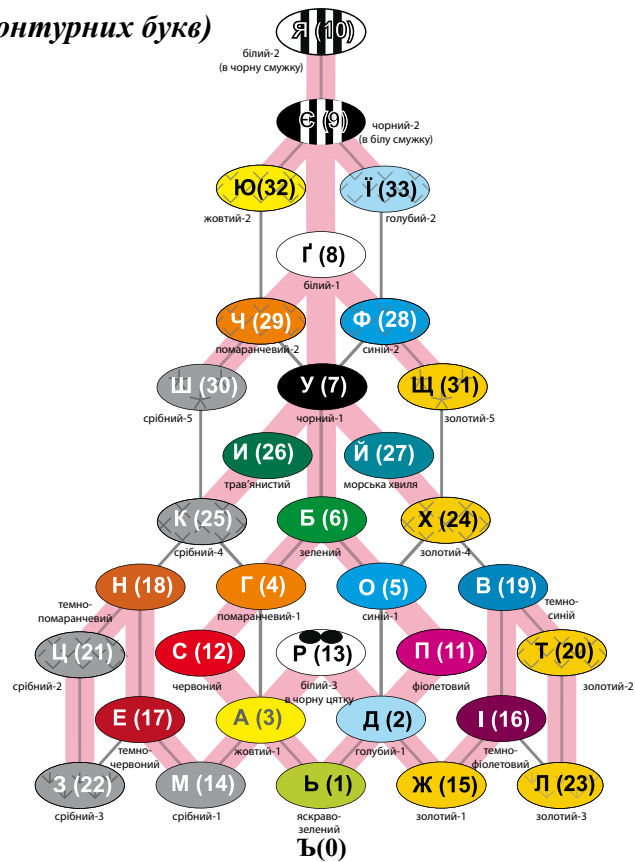 онтурних букв)
Я (10)
білий-2
(в чорну смужку)
Є (9)
чорний-2
(в білу смужку)
Ю(32)
Ї (33)
жовтий-2
голубий-2
Ґ (8)
білий-1
Ч (29)
Ф (28)
помаранчевий-2
синій-2
Ш (30)
У (7)
Щ (31)
срібний-5
чорний-1
золотий-5
И (26)
Й (27)
трав'янистий
морська хвиля
К (25)
Б (6)
Х (24)
срібний-4
зелений
золотий-4
Н (18)
Г (4)
О (5)
В (19)
темно-
помаранчевий
помаранчевий-1
синій-1
темно-
синій
Ц (21)
С (12)
Р (13)
П (11)
Т (20)
срібний-2
червоний
білий-3
в чорну цятку
фіолетовий
золотий-2
Е (17)
А (3)
Д (2)
І (16)
темно-
червоний
жовтий-1
голубий-1
темно-
фіолетовий
З (22)
М (14)
Ь (1)
Ж (15)
Л (23)
срібний-3
срібний-1
яскраво-
зелений
золотий-1
золотий-3
Ъ(0)